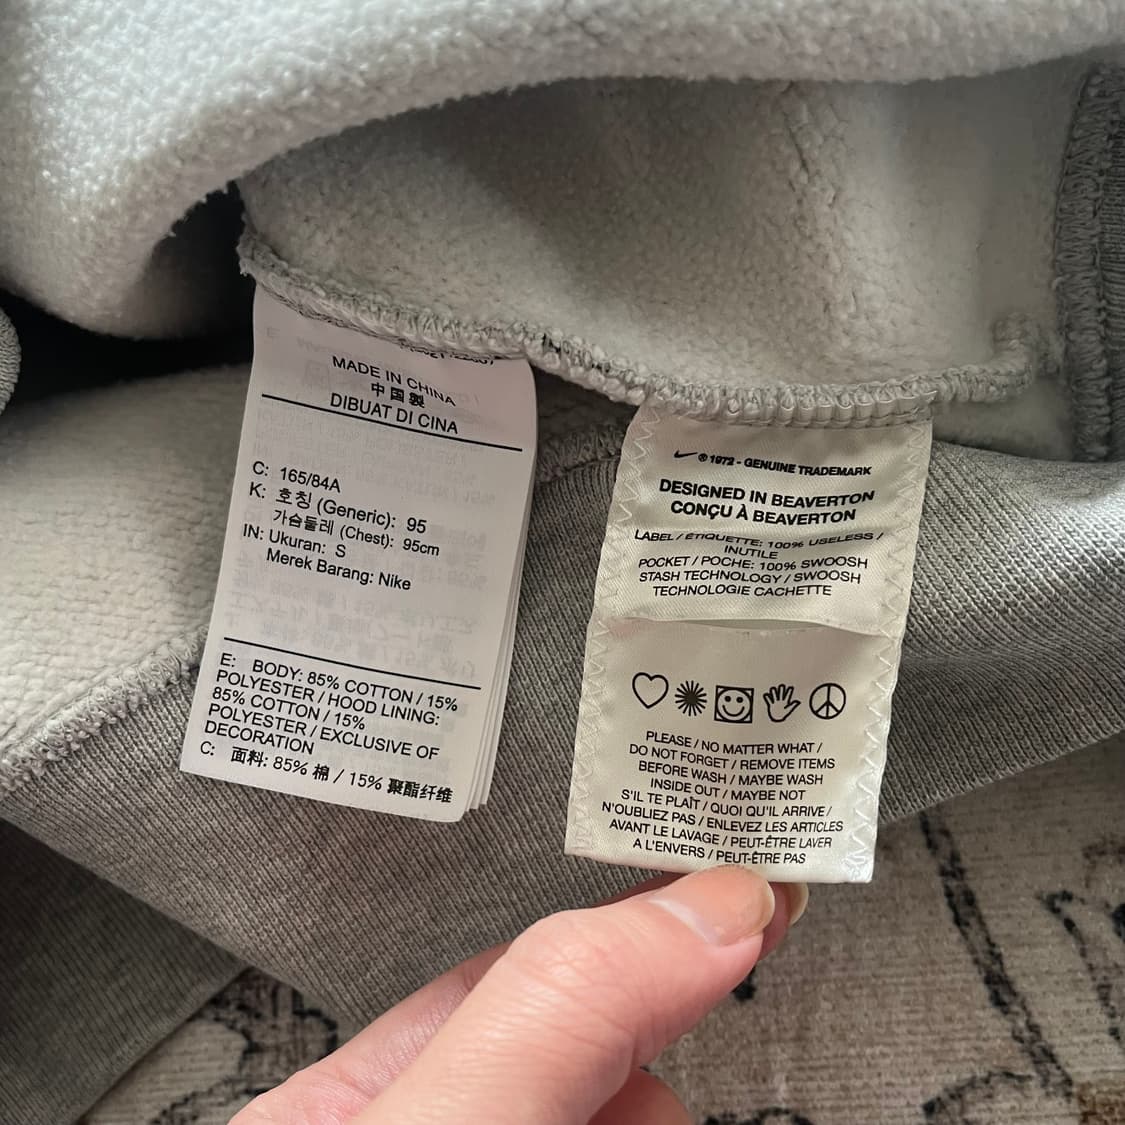 MADE IN CHINA
中国製
DIBUAT DI CINA
C: 165/84A
K: 호칭 (Generic): 95
가슴둘레 (Chest): 95cm
IN: Ukuran: S
Merek Barang: Nike
E: BODY: 85% COTTON / 15%
POLYESTER / HOOD LINING:
85% COTTON / 15%
POLYESTER / EXCLUSIVE OF
DECORATION
C: 面料: 85% 棉 / 15% 聚酯纤维
® 1972 - GENUINE TRADEMARK
DESIGNED IN BEAVERTON
CONÇU À BEAVERTON
LABEL / ÉTIQUETTE: 100% USELESS /
INUTILE
POCKET / POCHE: 100% SWOOSH
STASH TECHNOLOGY / SWOOSH
TECHNOLOGIE CACHETTE
PLEASE / NO MATTER WHAT /
DO NOT FORGET / REMOVE ITEMS
BEFORE WASH / MAYBE WASH
INSIDE OUT / MAYBE NOT
S'IL TE PLAÎT / QUOI QU'IL ARRIVE /
N'OUBLIEZ PAS / ENLEVEZ LES ARTICLES
AVANT LE LAVAGE / PEUT-ÊTRE LAVER
A L'ENVERS / PEUT-ÊTRE PAS